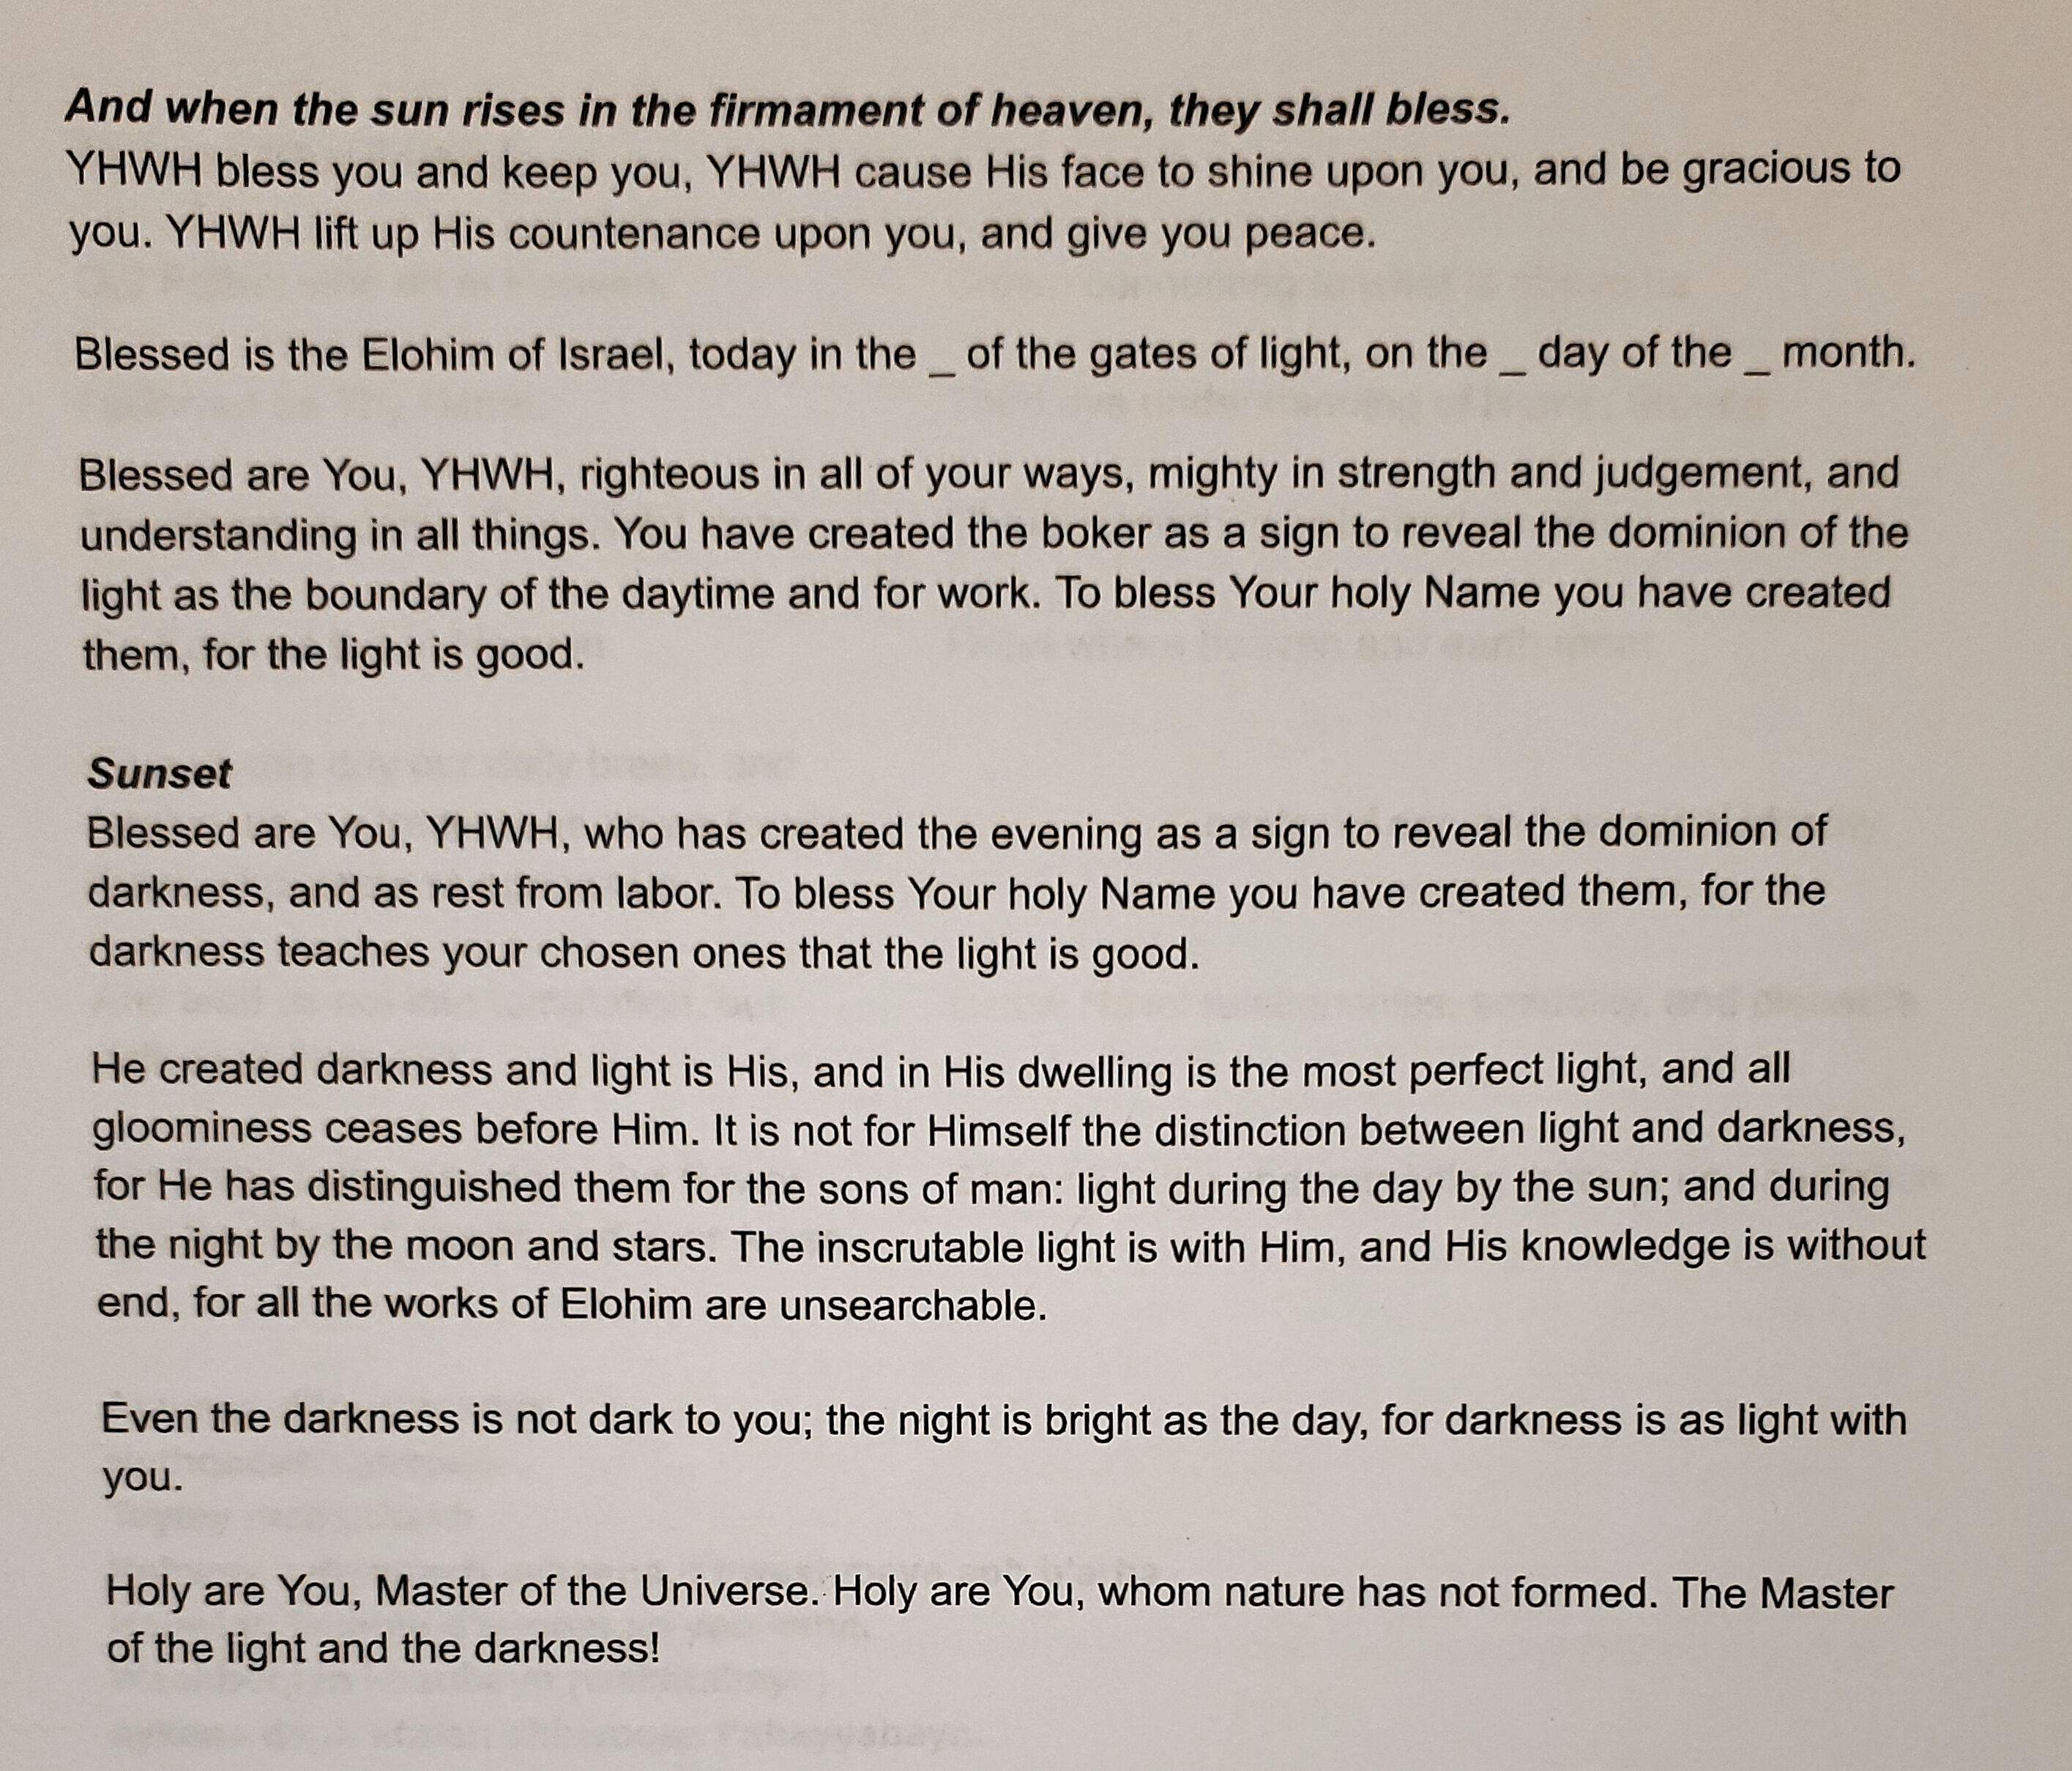 And when the sun rises in the firmament of heaven, they shall bless.
YHWH bless you and keep you, YHWH cause His face to shine upon you, and be gracious to
you. YHWH lift up His countenance upon you, and give you peace.
Blessed is the Elohim of Israel, today in the _ of the gates of light, on the _ day of the _ month.
Blessed are You, YHWH, righteous in all of your ways, mighty in strength and judgement, and
understanding in all things. You have created the boker as a sign to reveal the dominion of the
light as the boundary of the daytime and for work. To bless Your holy Name you have created
them, for the light is good.
Sunset
Blessed are You, YHWH, who has created the evening as a sign to reveal the dominion of
darkness, and as rest from labor. To bless Your holy Name you have created them, for the
darkness teaches your chosen ones that the light is good.
He created darkness and light is His, and in His dwelling is the most perfect light, and all
gloominess ceases before Him. It is not for Himself the distinction between light and darkness,
for He has distinguished them for the sons of man: light during the day by the sun; and during
the night by the moon and stars. The inscrutable light is with Him, and His knowledge is without
end, for all the works of Elohim are unsearchable.
Even the darkness is not dark to you; the night is bright as the day, for darkness is as light with
you.
Holy are You, Master of the Universe. Holy are You, whom nature has not formed. The Master
of the light and the darkness!